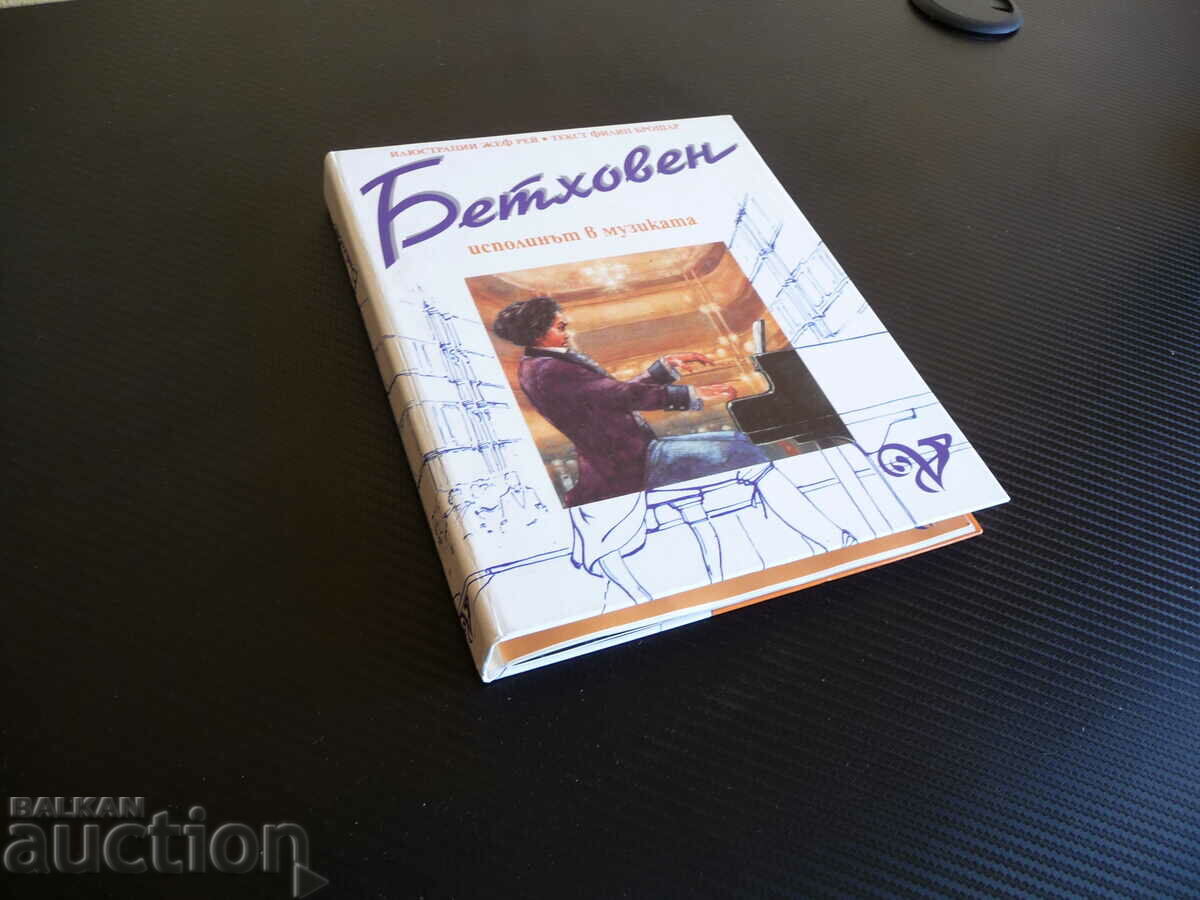 ИЛЮСТРАЦИИ ЖЕФ РЕЙ • ТЕКСТ ФИЛИП БРОШАР
Бетховен
исполинът в музиката
BALKAN
auction